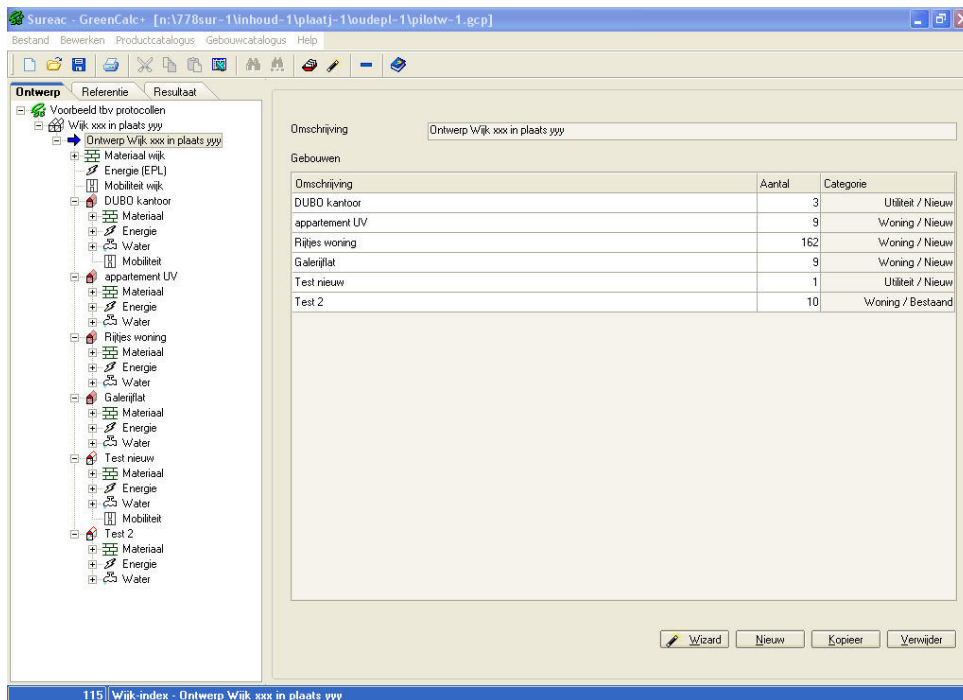 Sureac - GreenCalc+ [n:\778sur-1\inhoud-1\plaatj-1\oudepl-1\pilotw-1.gcp]
Bestand Bewerken Productcatalogus Gebouwcatalogus Help
Ontwerp Referentie Resultaat
Voorbeeld tbv protocollen
Wijk xxx in plaats yyy
Ontwerp Wijk xxx in plaats yyy
Materiaal wijk
Energie (EPL)
Mobiliteit wijk
DUBO kantoor
Materiaal
Energie
Water
Mobiliteit
appartement UV
Materiaal
Energie
Water
Rijtjes woning
Materiaal
Energie
Water
Galerijflat
Materiaal
Energie
Water
Test nieuw
Materiaal
Energie
Water
Mobiliteit
Test 2
Materiaal
Energie
Water
Omschrijving Ontwerp Wijk xxx in plaats yyy
Gebouwen
Omschrijving Aantal Categorie
DUBO kantoor 3 Utiliteit / Nieuw
appartement UV 9 Woning / Nieuw
Rijtjes woning 162 Woning / Nieuw
Galerijflat 9 Woning / Nieuw
Test nieuw 1 Utiliteit / Nieuw
Test 2 10 Woning / Bestaand
Wizard Nieuw Kopieer Verwijder
115 Wijk-index - Ontwerp Wijk xxx in plaats yyy